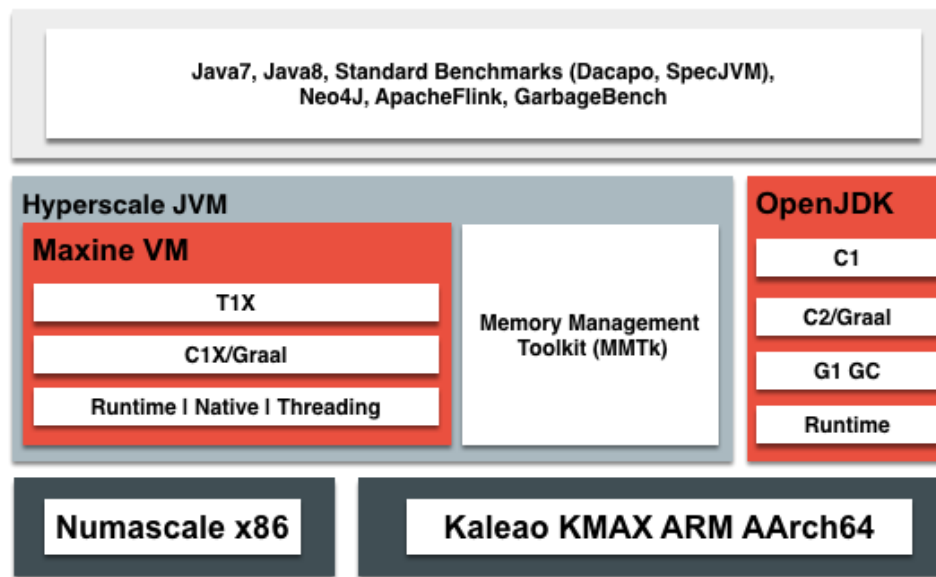 Java7, Java8, Standard Benchmarks (Dacapo, SpecJVM),
Neo4J, ApacheFlink, GarbageBench
Hyperscale JVM
Maxine VM
T1X
C1X/Graal
Runtime | Native | Threading
Memory Management
Toolkit (MMTk)
OpenJDK
C1
C2/Graal
G1 GC
Runtime
Numascale x86
Kaleao KMAX ARM AArch64